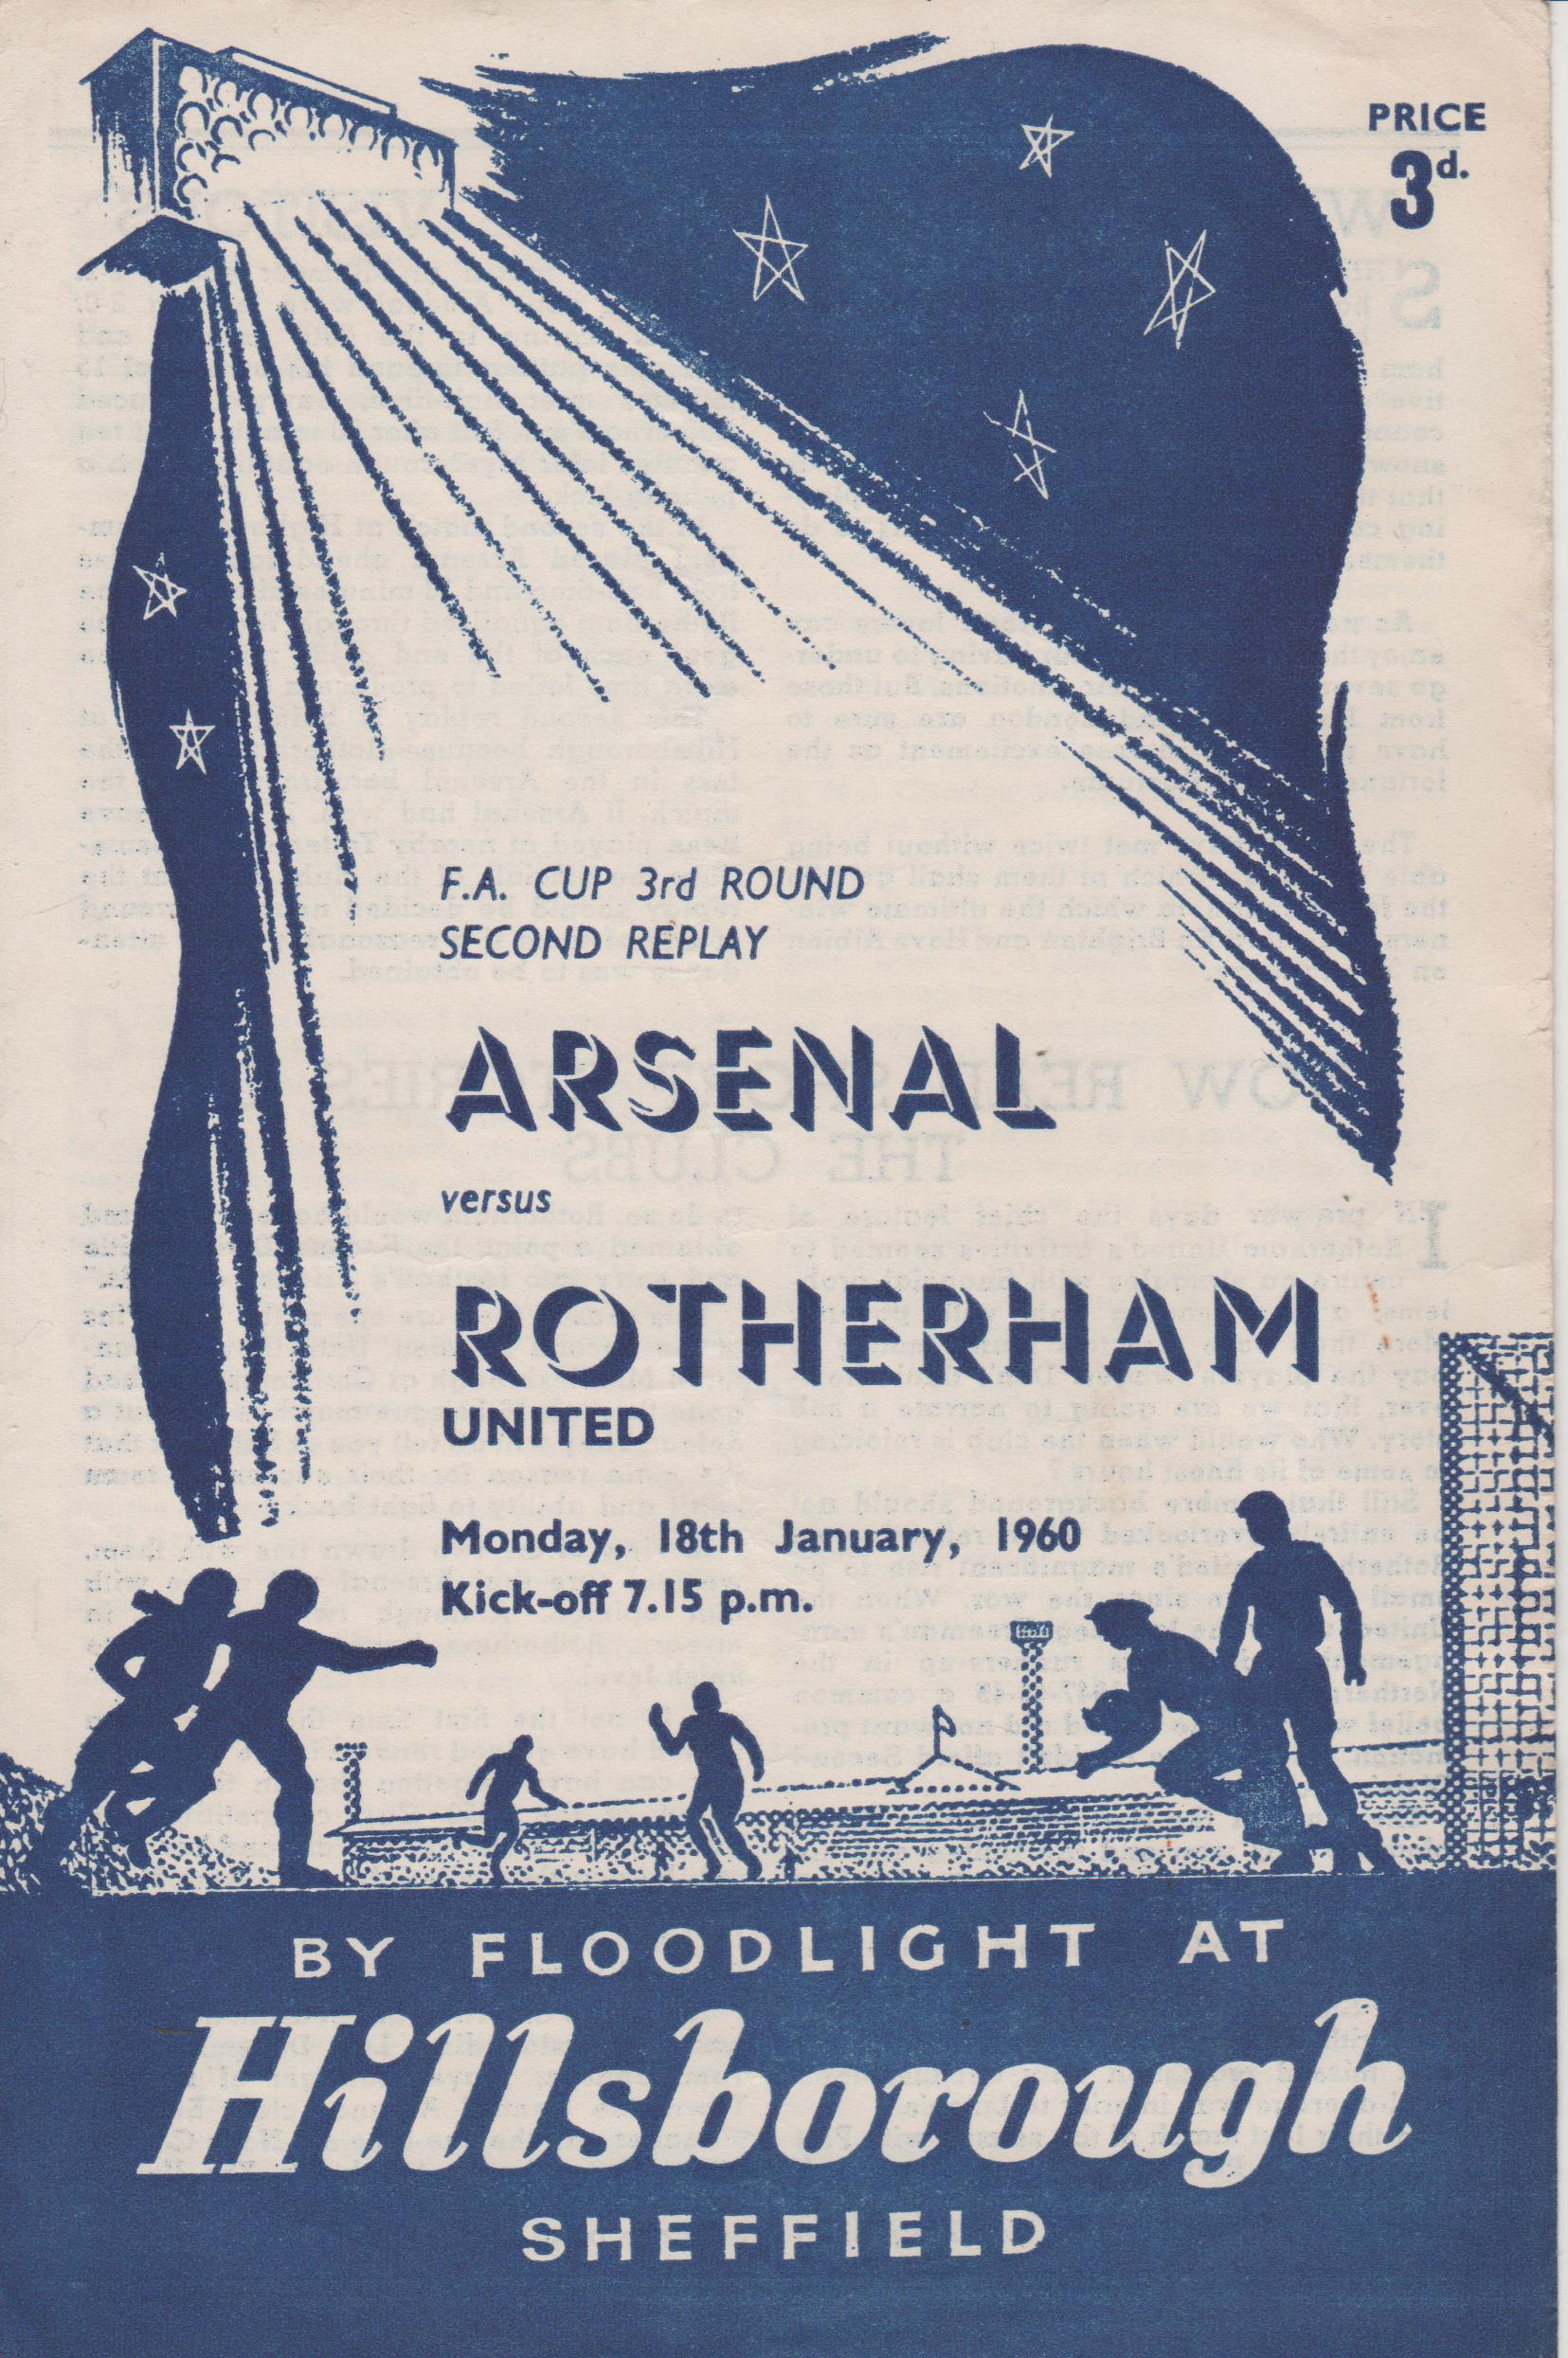 PRICE
3d.
F.A. CUP 3rd ROUND
SECOND REPLAY
ARSENAL
versus
ROTHERHAM
UNITED
Monday, 18th January, 1960
Kick-off 7.15 p.m.
BY FLOODLIGHT AT
Hillsborough
SHEFFIELD